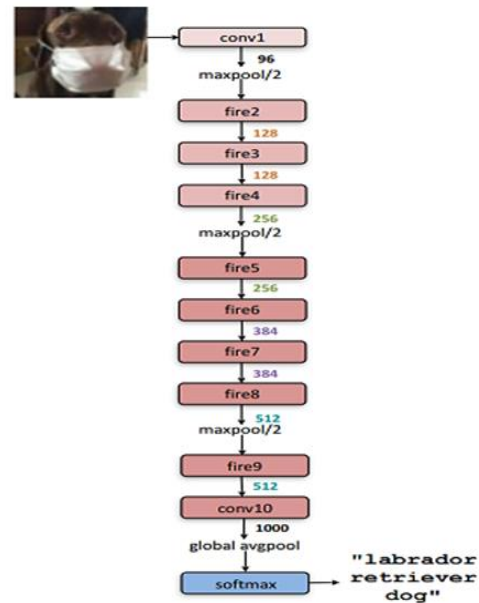 conv1
96
maxpool/2
fire2
128
fire3
128
fire4
256
maxpool/2
fire5
256
fire6
384
fire7
384
fire8
512
maxpool/2
fire9
512
conv10
1000
global avgpool
softmax
"labrador
retriever
dog"